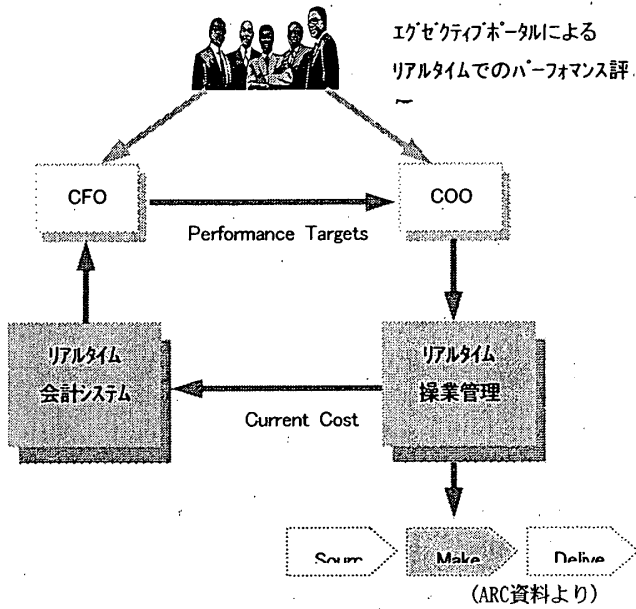 エグゼクティブポータルによる
リアルタイムでのパーフォマンス評
CFO
COO
Performance Targets
リアルタイム
会計システム
リアルタイム
操業管理
Current Cost
Sourc
Make
Delive
(ARC資料より)